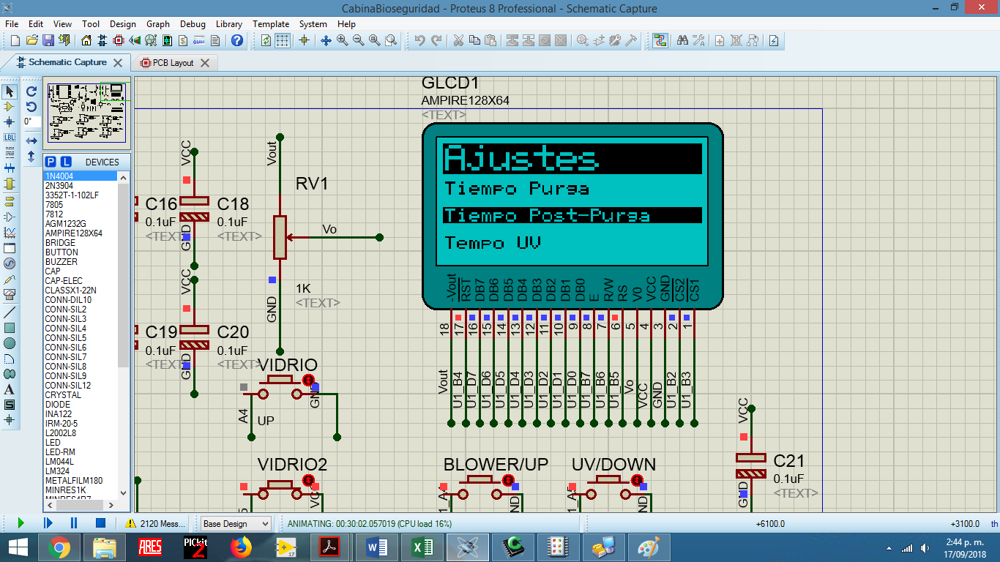 CabinaBioseguridad - Proteus 8 Professional - Schematic Capture
File Edit View Tool Design Graph Debug Library Template System Help
Schematic Capture
PCB Layout
0°
P L DEVICES
1N4004
2N3904
3352T-1-102LF
7805
7812
AGM1232G
AMPIRE128X64
BRIDGE
BUTTON
BUZZER
CAP
CAP-ELEC
CLASSX1-22N
CONN-DIL10
CONN-SIL2
CONN-SIL3
CONN-SIL4
CONN-SIL5
CONN-SIL6
CONN-SIL7
CONN-SIL8
CONN-SIL9
CONN-SIL12
CRYSTAL
DIODE
INA122
IRM-20-5
L2002L8
LED
LED-RM
LM044L
LM324
METALFILM180
MINRES1K
MINRES4R7
GLCD1
AMPIRE128X64
<TEXT>
Ajustes
Tiempo Purga
Tiempo Post-Purga
Tempo UV
-Vout RST DB7 DB6 DB5 DB4 DB3 DB2 DB1 DB0 E R/W RS V0 VCC GND CS2 CS1
18 17 16 15 14 13 12 11 10 9 8 7 6 5 4 3 2 1
Vout U1_B4 U1_D7 U1_D6 U1_D5 U1_D4 U1_D3 U1_D2 U1_D1 U1_D0 U1_B7 U1_B6 U1_B5 Vo VCC GND U1_B2 U1_B3
VCC
C16
0.1uF
<TEXT>
C18
0.1uF
<TEXT>
GND
VCC
C19
0.1uF
<TEXT>
C20
0.1uF
<TEXT>
GND
Vout
RV1
Vo
1K
<TEXT>
GND
VIDRIO
A4
UP
GND
VIDRIO2
VC
BLOWER/UP
1_A4
ND
UV/DOWN
1_A5
ND
VCC
C21
0.1uF
<TEXT>
GND
2120 Mess...
Base Design
ANIMATING: 00:30:02.057019 (CPU load 16%)
+6100.0
+3100.0
th
ARES
PICkit 2
17
2:44 p. m.
17/09/2018